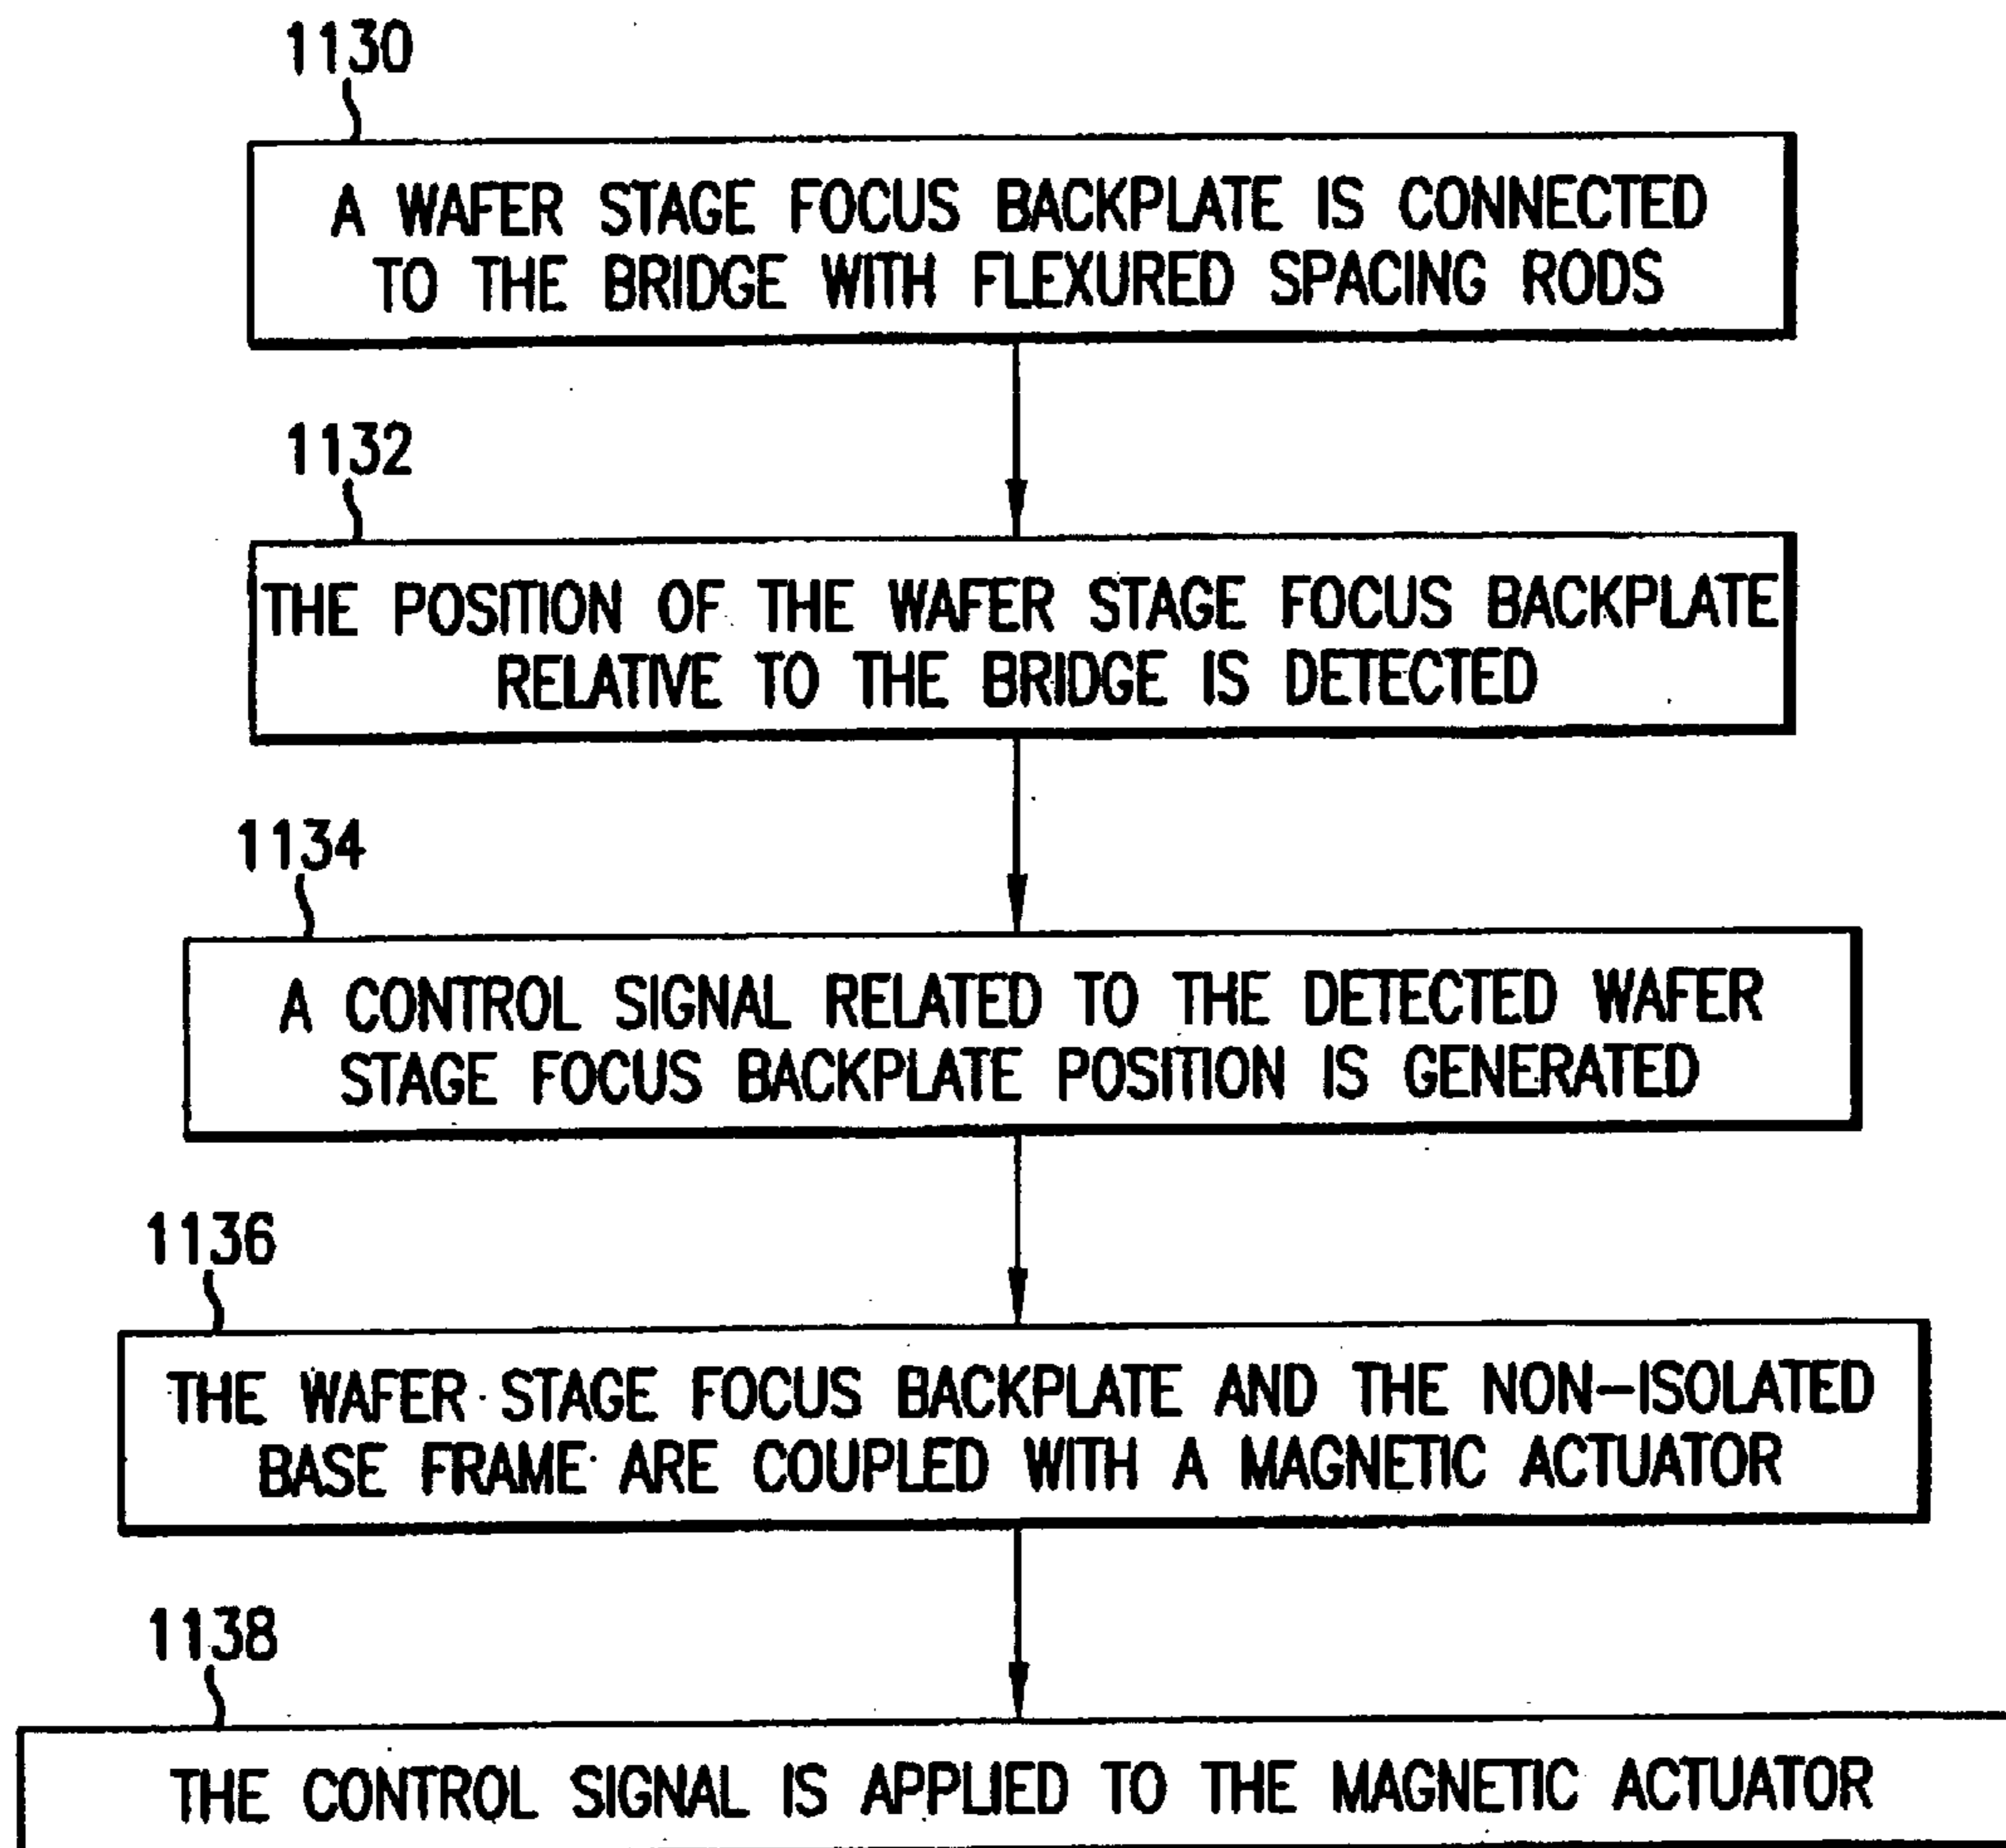 1130
A WAFER STAGE FOCUS BACKPLATE IS CONNECTED
TO THE BRIDGE WITH FLEXURED SPACING RODS
1132
THE POSITION OF THE WAFER STAGE FOCUS BACKPLATE
RELATIVE TO THE BRIDGE IS DETECTED
1134
A CONTROL SIGNAL RELATED TO THE DETECTED WAFER
STAGE FOCUS BACKPLATE POSITION IS GENERATED
1136
THE WAFER STAGE FOCUS BACKPLATE AND THE NON-ISOLATED
BASE FRAME ARE COUPLED WITH A MAGNETIC ACTUATOR
1138
THE CONTROL SIGNAL IS APPLIED TO THE MAGNETIC ACTUATOR